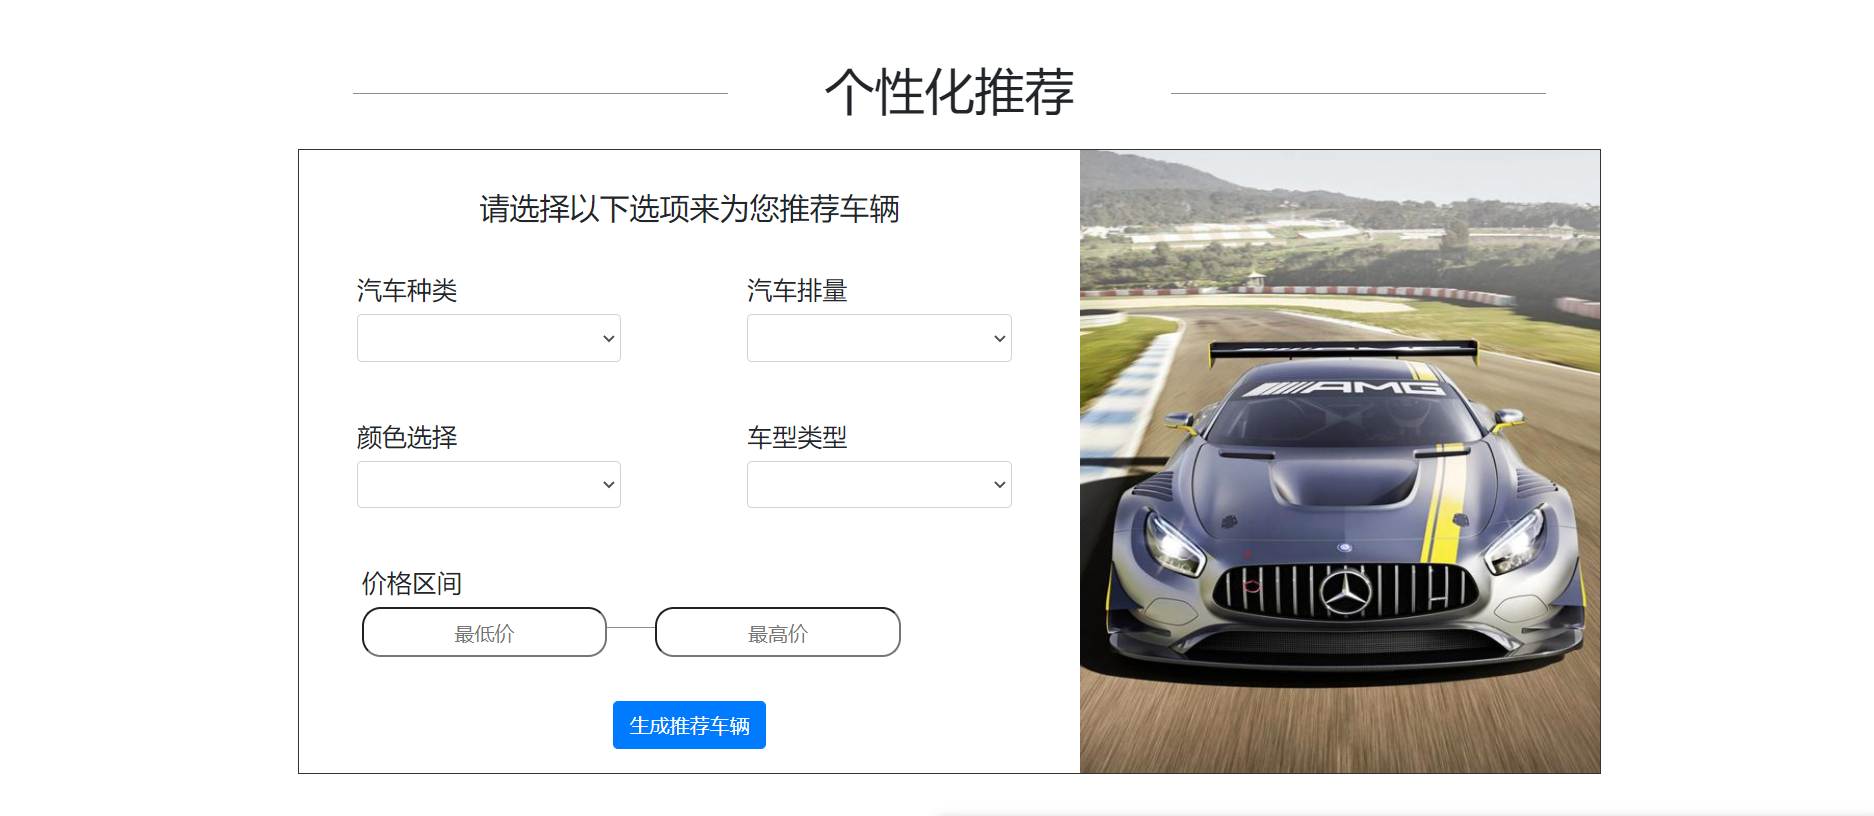 个性化推荐
请选择以下选项来为您推荐车辆
汽车种类
汽车排量
颜色选择
车型类型
价格区间
最低价
最高价
生成推荐车辆
AMG